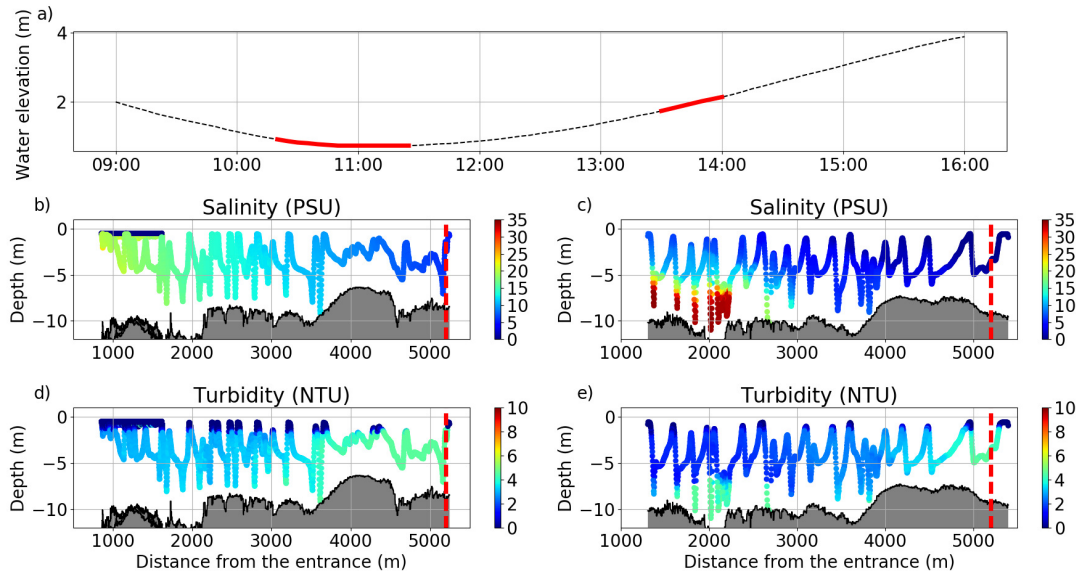 a)
Water elevation (m)
4
2
09:00 10:00 11:00 12:00 13:00 14:00 15:00 16:00
b) Salinity (PSU)
Depth (m)
0
−5
−10
1000 2000 3000 4000 5000
35
30
25
20
15
10
5
0
c) Salinity (PSU)
Depth (m)
0
−5
−10
1000 2000 3000 4000 5000
35
30
25
20
15
10
5
0
d) Turbidity (NTU)
Depth (m)
0
−5
−10
1000 2000 3000 4000 5000
Distance from the entrance (m)
10
8
6
4
2
0
e) Turbidity (NTU)
Depth (m)
0
−5
−10
1000 2000 3000 4000 5000
Distance from the entrance (m)
10
8
6
4
2
0